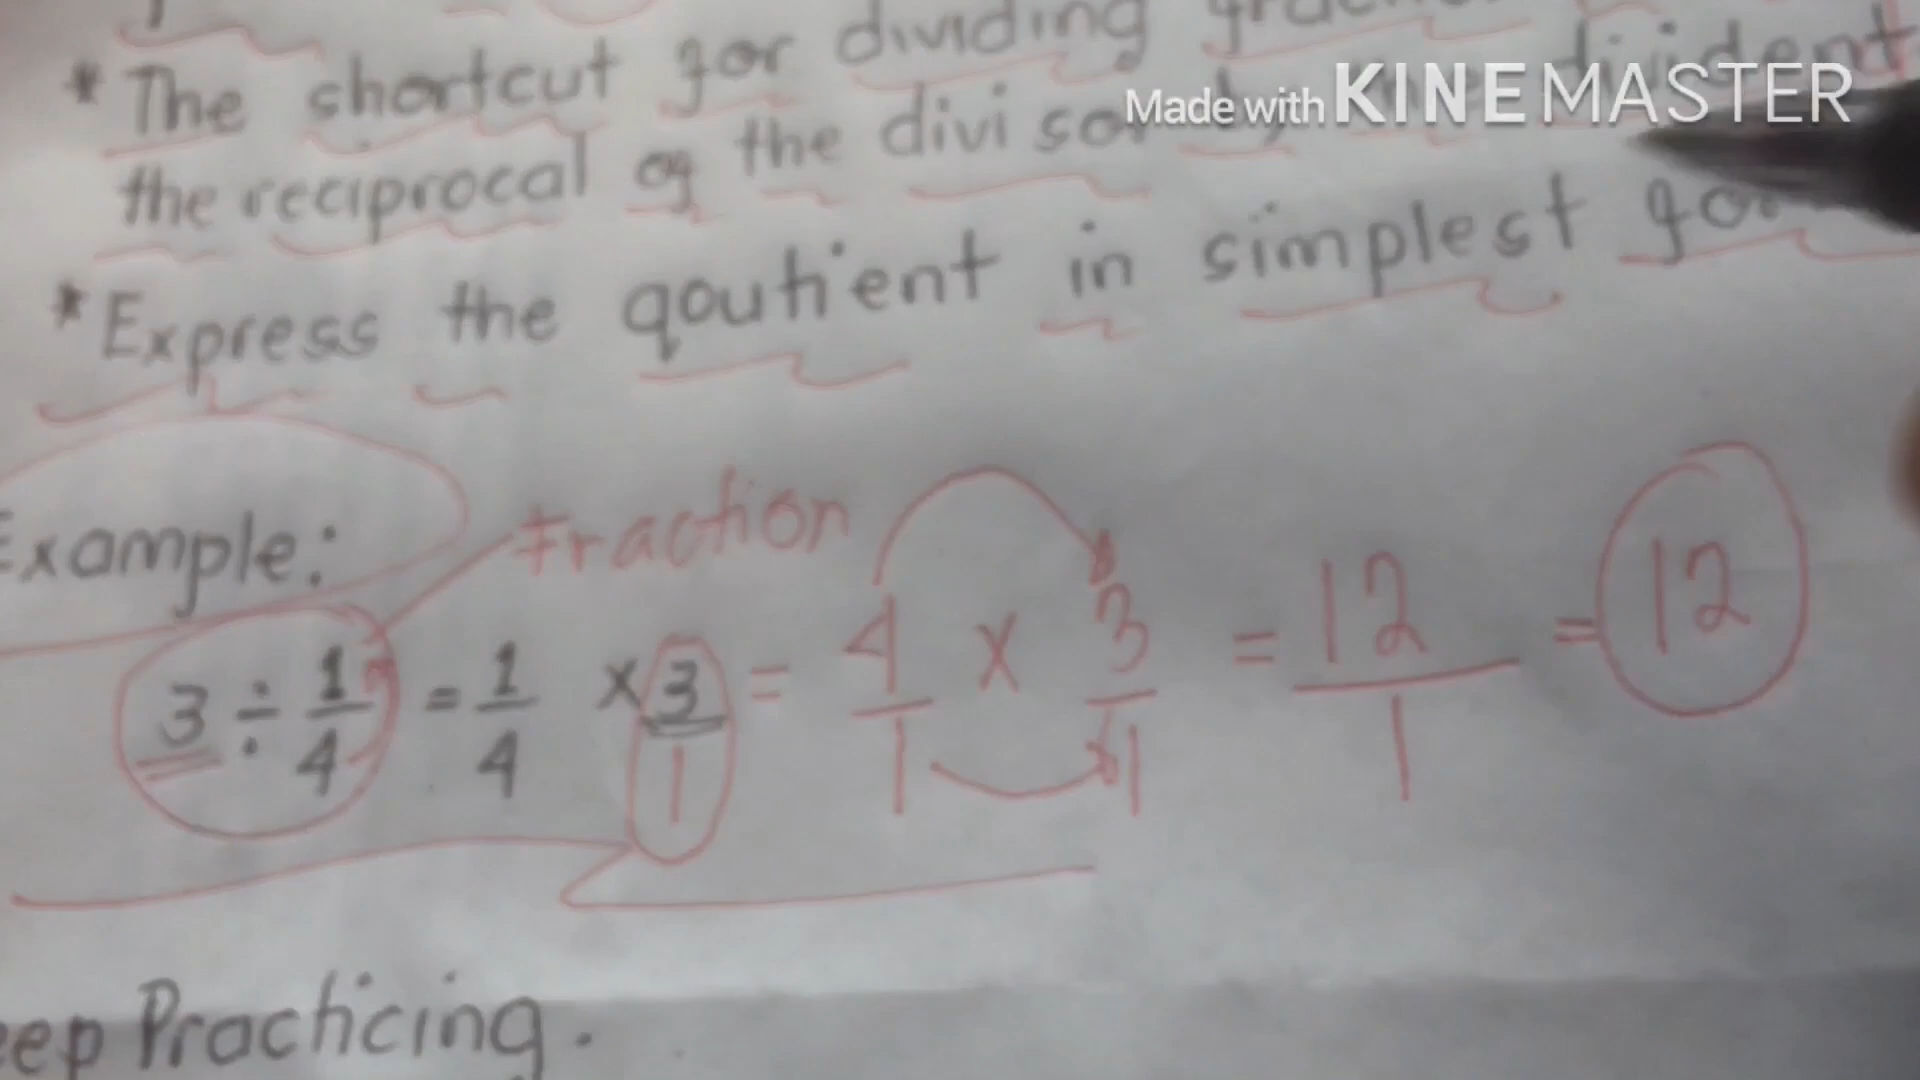 * The shortcut for dividing
Made with KINEMASTER
the reciprocal of the divisor
* Express the qoutient in simplest
Example:
Fraction
3 ÷ 1/4 = 1/4 × 3/1 = 4/1 × 3/1 = 12/1 = 12
Practicing.